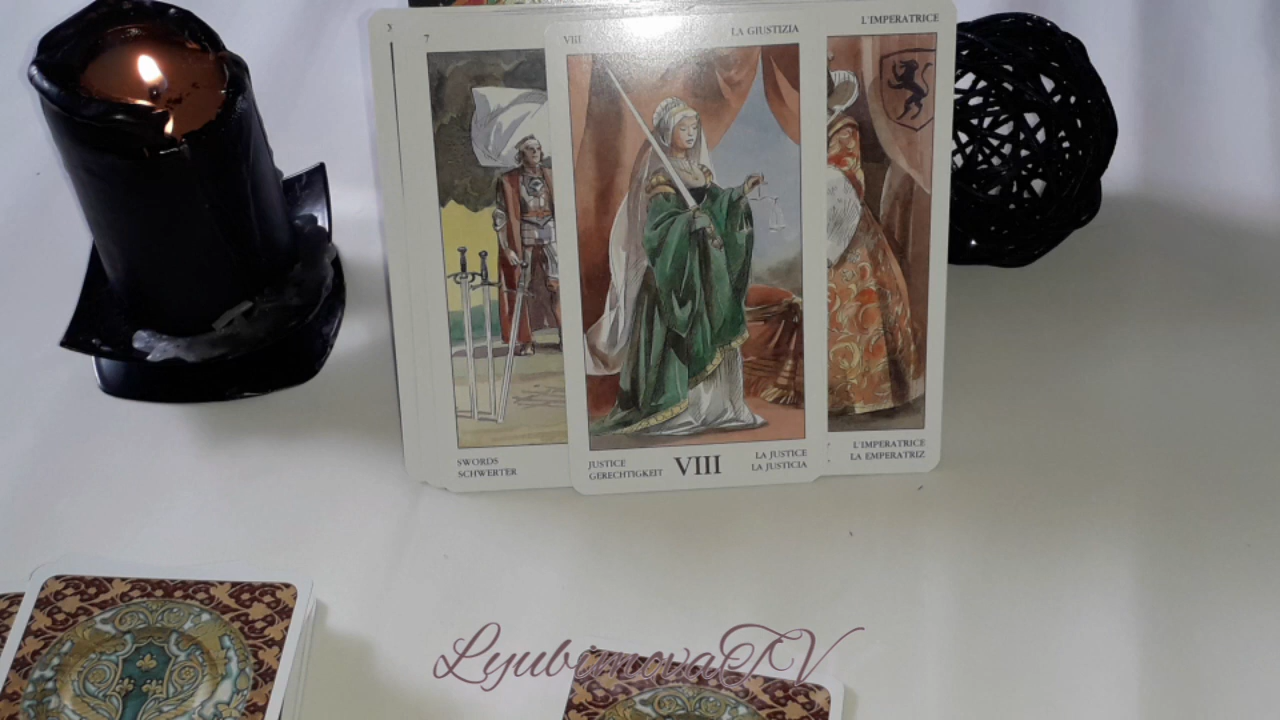 7
SWORDS
SCHWERTER
VIII
LA GIUSTIZIA
JUSTICE
GERECHTIGKEIT
VIII
LA JUSTICE
LA JUSTICIA
L'IMPERATRICE
L'IMPERATRICE
LA EMPERATRIZ
LyubimovaTV